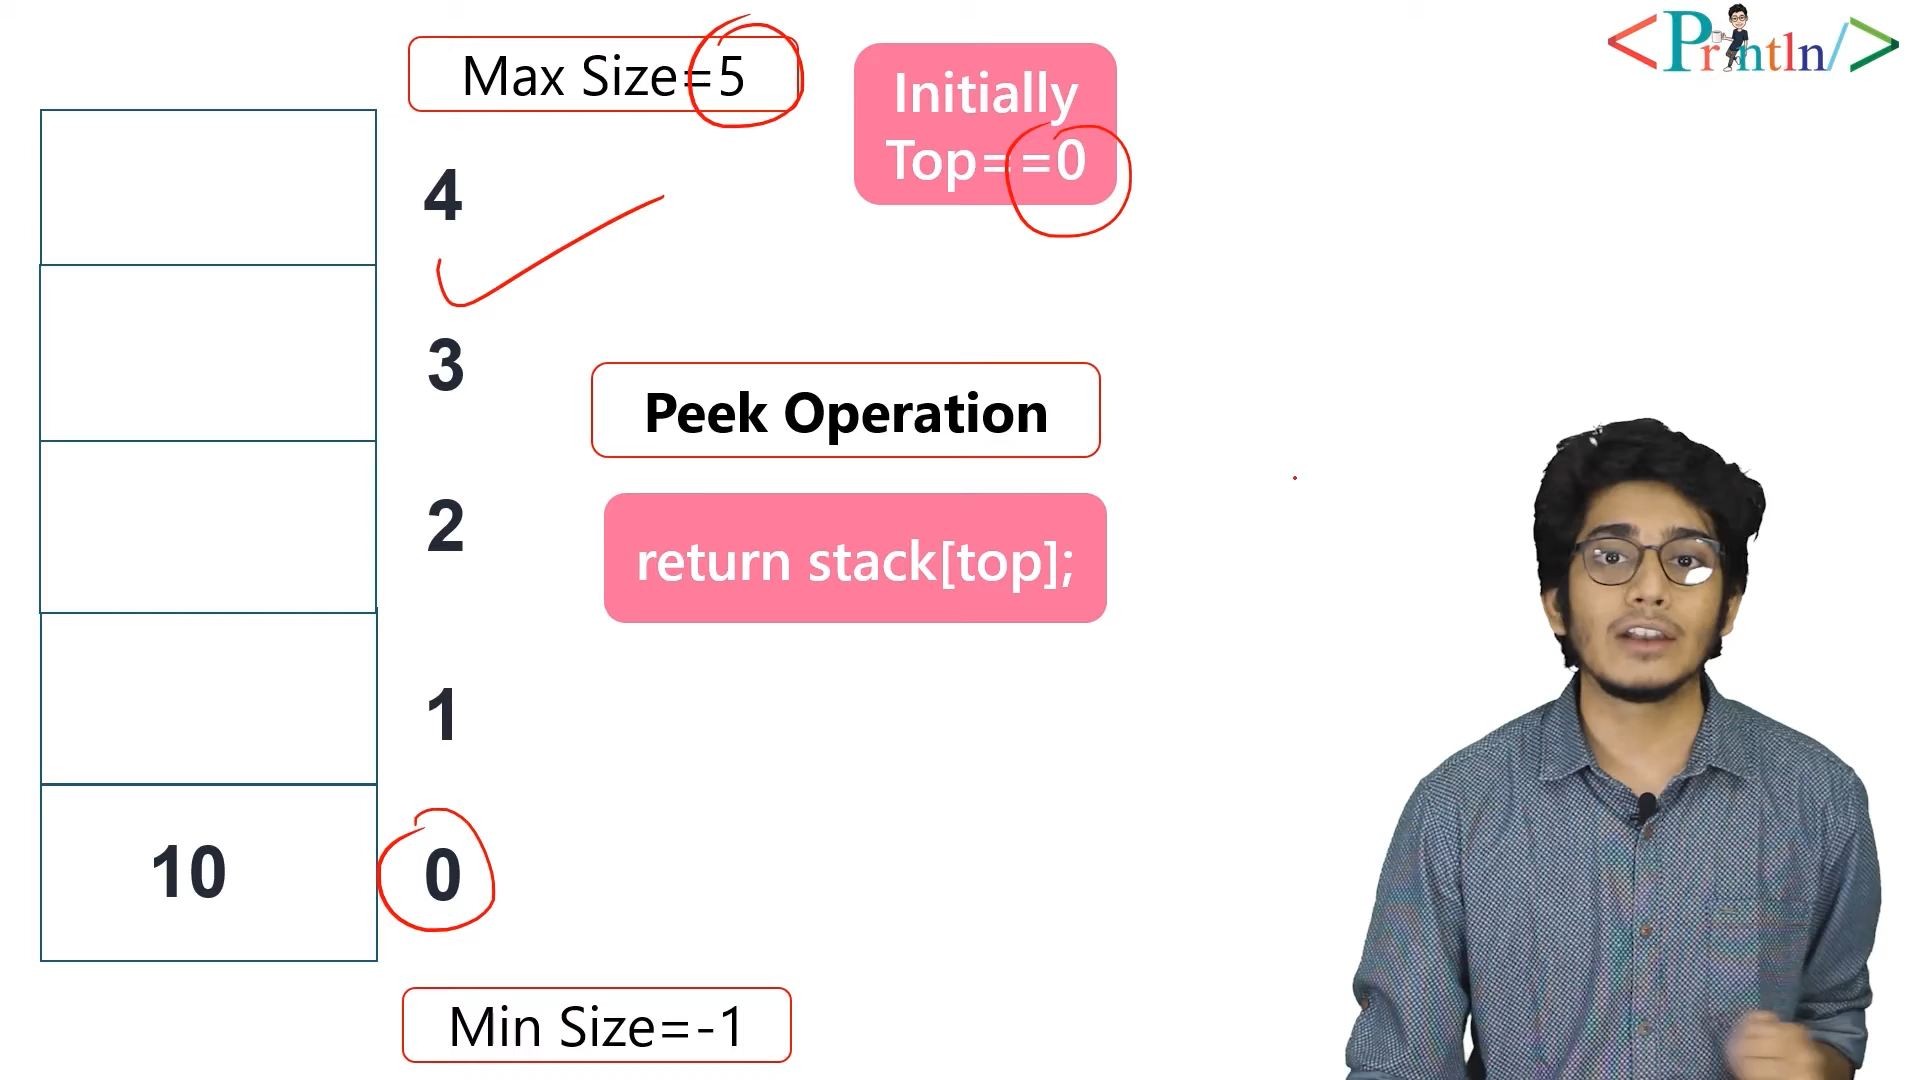 Max Size=5
Initially
Top==0
<Println/>
4
3
Peek Operation
2
return stack[top];
1
10
0
Min Size=-1